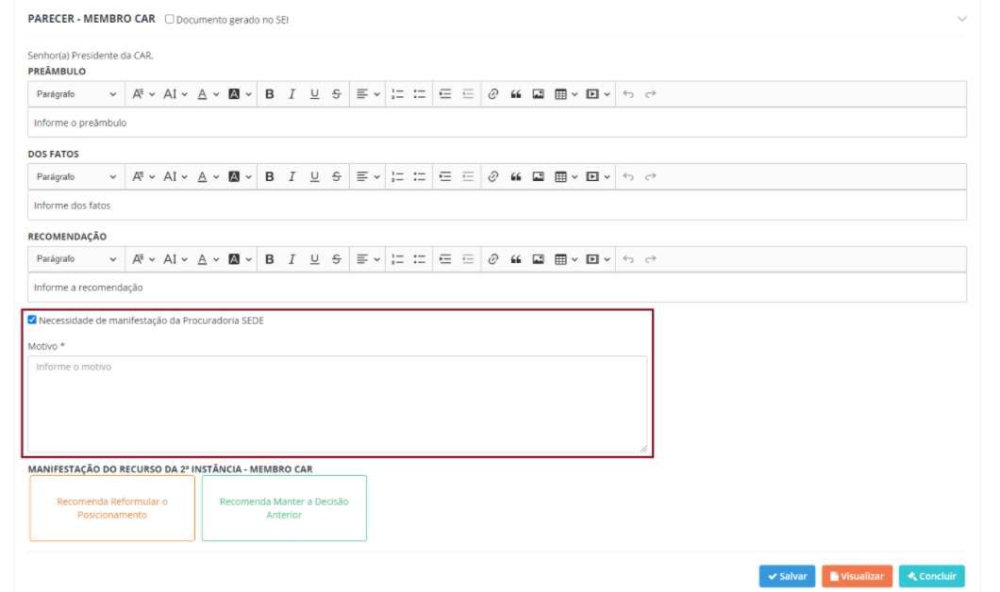 PARECER - MEMBRO CAR Documento gerado no SEI
Senhor(a) Presidente da CAR,
PREÂMBULO
Parágrafo
Informe o preâmbulo
DOS FATOS
Parágrafo
Informe dos fatos
RECOMENDAÇÃO
Parágrafo
Informe a recomendação
Necessidade de manifestação da Procuradoria SEDE
Motivo *
Informe o motivo
MANIFESTAÇÃO DO RECURSO DA 2ª INSTÂNCIA - MEMBRO CAR
Recomenda Reformular o
Posicionamento
Recomenda Manter a Decisão
Anterior
Salvar Visualizar Concluir